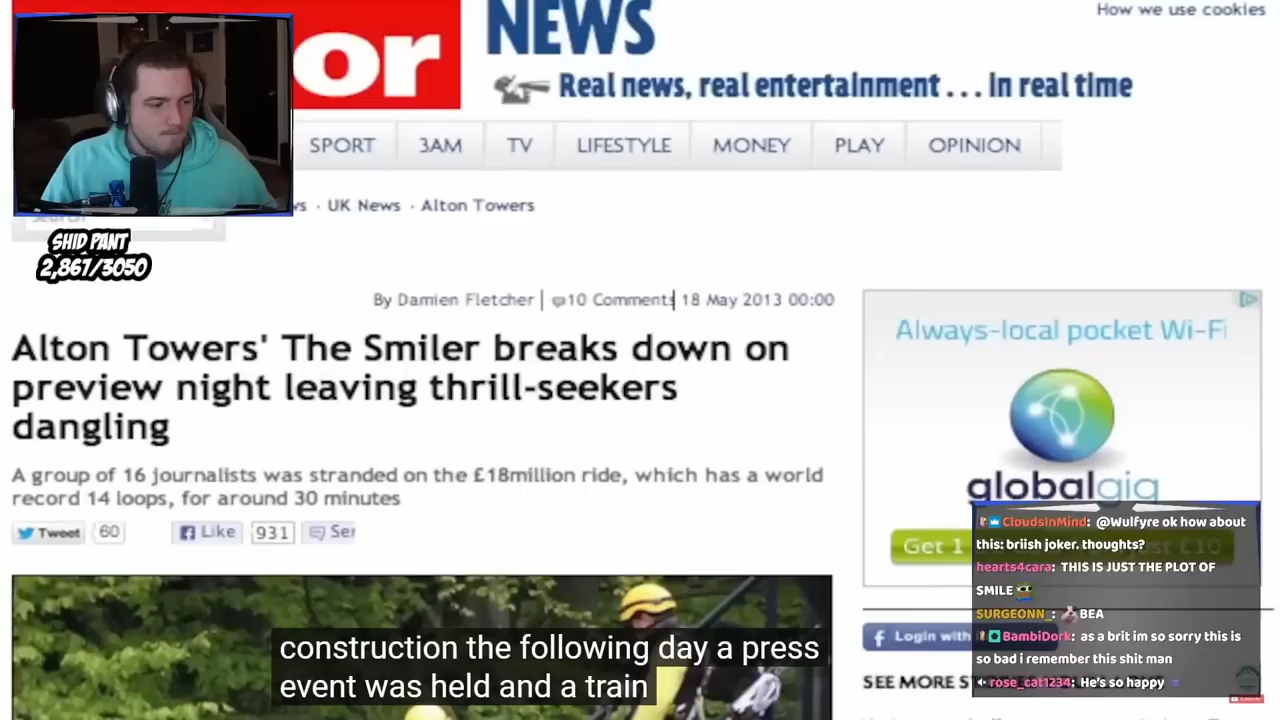 How we use cookies
or
NEWS
Real news, real entertainment ... in real time
SPORT 3AM TV LIFESTYLE MONEY PLAY OPINION
· UK News · Alton Towers
SHID PANT
2,867/3050
By Damien Fletcher | 10 Comments 18 May 2013 00:00
Alton Towers' The Smiler breaks down on
preview night leaving thrill-seekers
dangling
A group of 16 journalists was stranded on the £18million ride, which has a world
record 14 loops, for around 30 minutes
Tweet 60 Like 931 Ser
Always-local pocket Wi-Fi
globalgig
Get 1
CloudsInMind: @Wulfyre ok how about
this: briish joker. thoughts?
hearts4cara: THIS IS JUST THE PLOT OF
SMILE
SURGEONN_: BEA
BambiDork: as a brit im so sorry this is
so bad i remember this shit man
rose_cat1234: He's so happy
Login with
SEE MORE
construction the following day a press
event was held and a train